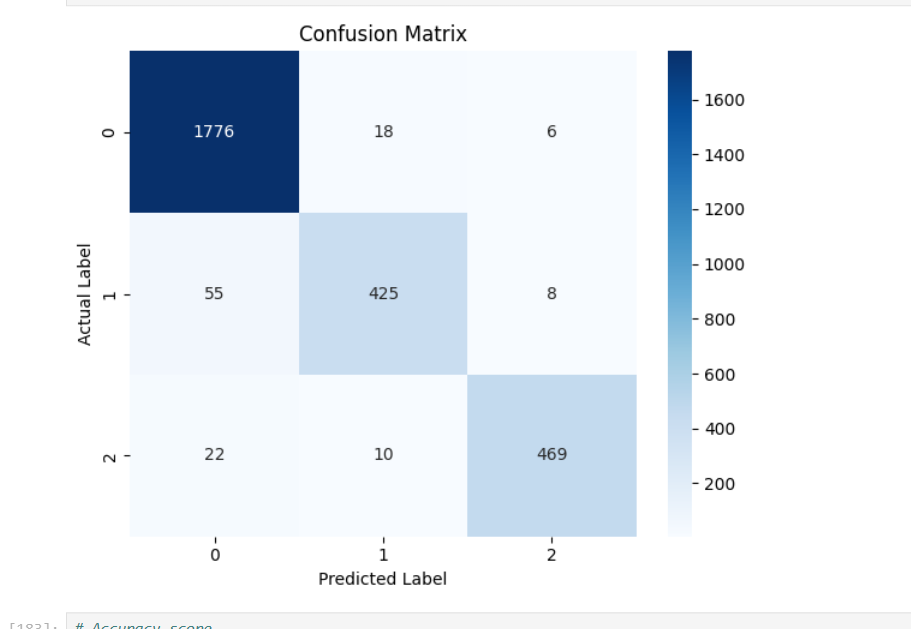 Confusion Matrix
0 1776 18 6
1 55 425 8
2 22 10 469
0 1 2
Actual Label
Predicted Label
1600
1400
1200
1000
800
600
400
200
[183]: # Accuracy score